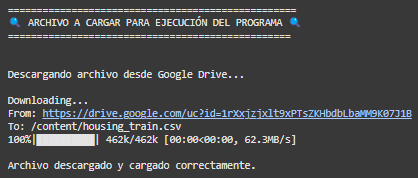 ==================================================
🔍 ARCHIVO A CARGAR PARA EJECUCIÓN DEL PROGRAMA 🔍
==================================================
Descargando archivo desde Google Drive...
Downloading...
From: https://drive.google.com/uc?id=1rXxjzjxlt9xPTsZKHbdbLbaMM9K07J1B
To: /content/housing_train.csv
100%|██████████| 462k/462k [00:00<00:00, 62.3MB/s]
Archivo descargado y cargado correctamente.